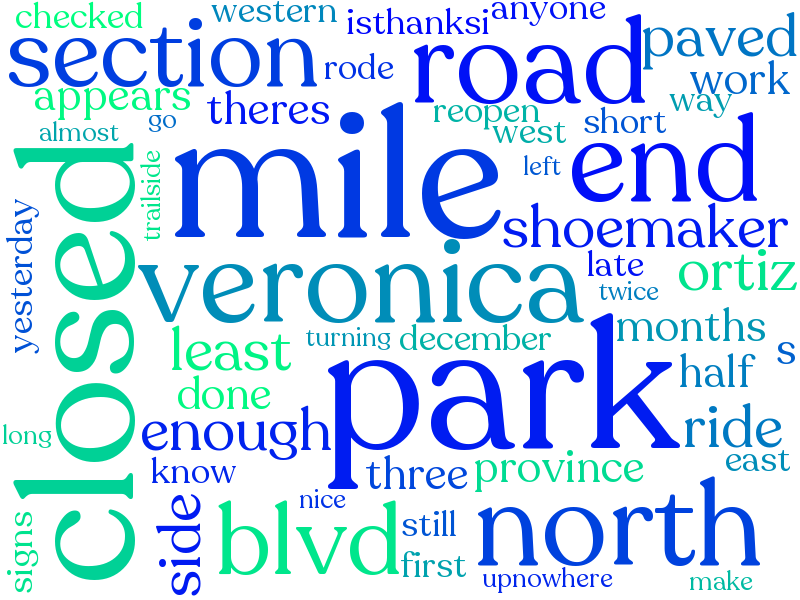 checked
western
isthanksi
anyone
section
rode
road
paved
work
appears
theres
reopen
way
almost
go
west
short
mile
left
end
closed
trailside
yesterday
shoemaker
veronica
late
ortiz
twice
least
turning
december
months
s
done
park
half
long
enough
ride
know
three
province
east
signs
side
nice
blvd
still
north
first
upnowhere
make